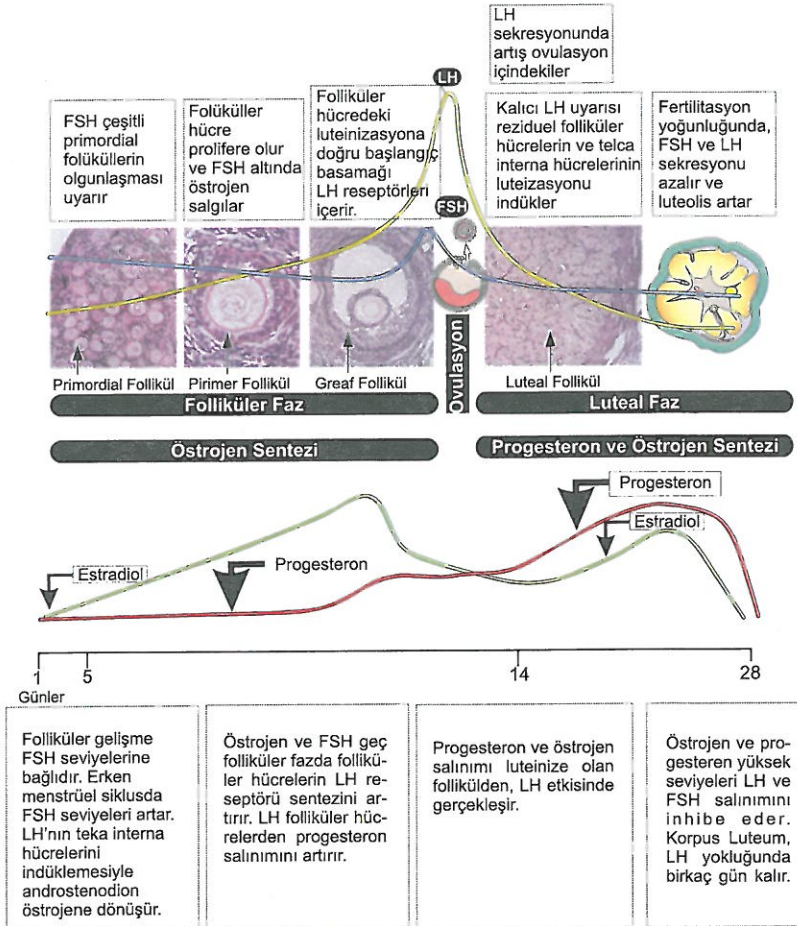 LH
sekresyonunda
artış ovulasyon
içindekiler
LH
FSH çeşitli
primordial
folüküllerin
olgunlaşması
uyarır
Folüküller
hücre
prolifere olur
ve FSH altında
östrojen
salgılar
Folliküler
hücredeki
luteinizasyona
doğru başlangıç
basamağı
LH reseptörleri
içerir.
Kalıcı LH uyarısı
reziduel folliküler
hücrelerin ve telca
interna hücrelerinin
luteizasyonu
indükler
Fertilitasyon
yoğunluğunda,
FSH ve LH
sekresyonu
azalır ve
luteolis artar
FSH
Primordial Follikül
Pirimer Follikül
Greaf Follikül
Ovulasyon
Luteal Follikül
Folliküler Faz
Luteal Faz
Östrojen Sentezi
Progesteron ve Östrojen Sentezi
Progesteron
Estradiol
Estradiol
Progesteron
1
5
14
28
Günler
Folliküler gelişme
FSH seviyelerine
bağlıdır. Erken
menstrüel siklusda
FSH seviyeleri artar.
LH'nın teka interna
hücrelerini
indüklemesiyle
androstenodion
östrojene dönüşür.
Östrojen ve FSH geç
folliküler fazda follikü-
ler hücrelerin LH re-
septörü sentezini ar-
tırır. LH folliküler hüc-
relerden progesteron
salınımını artırır.
Progesteron ve östrojen
salınımı luteinize olan
follikülden, LH etkisinde
gerçekleşir.
Östrojen ve pro-
gesteren yüksek
seviyeleri LH ve
FSH salınımını
inhibe eder.
Korpus Luteum,
LH yokluğunda
birkaç gün kalır.